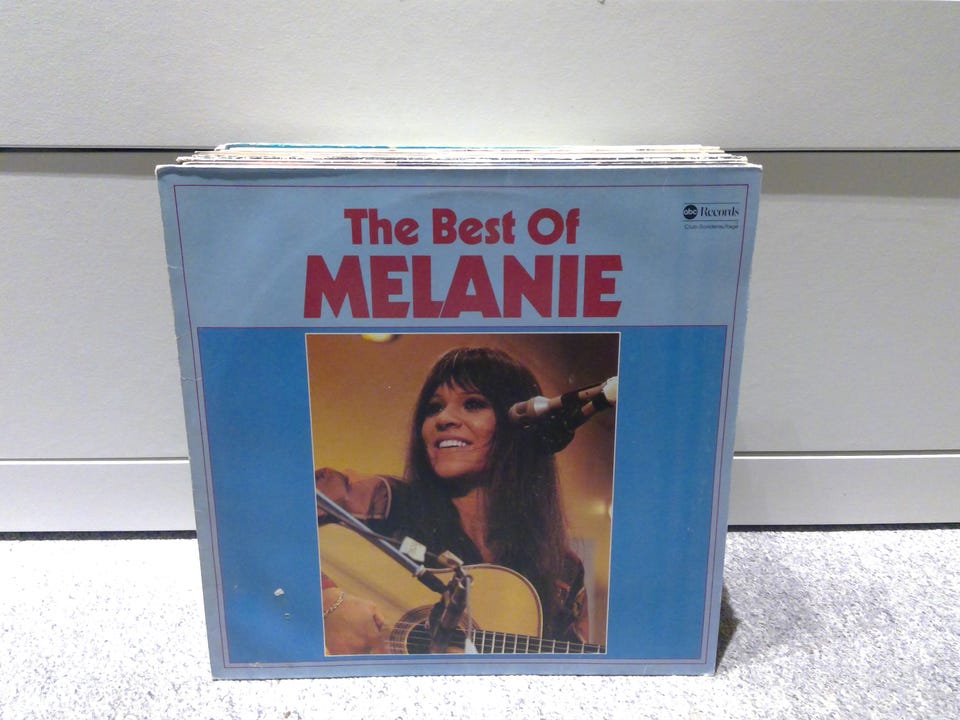 The Best Of
MELANIE
abc Records
Club-Sonderauflage